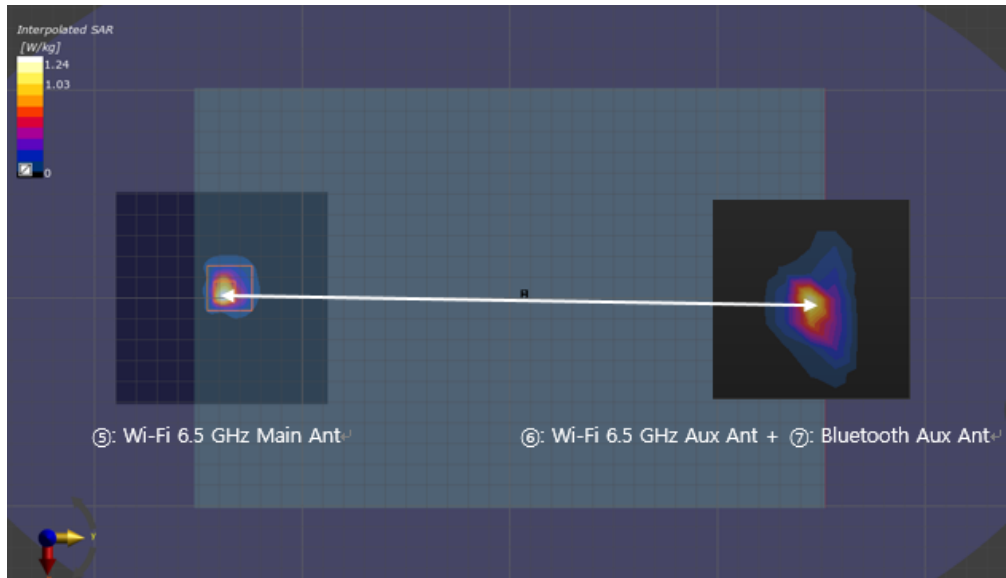 Interpolated SAR
[W/kg]
1.24
1.03
0
⑤: Wi-Fi 6.5 GHz Main Ant↵
⑥: Wi-Fi 6.5 GHz Aux Ant + ⑦: Bluetooth Aux Ant↵
y